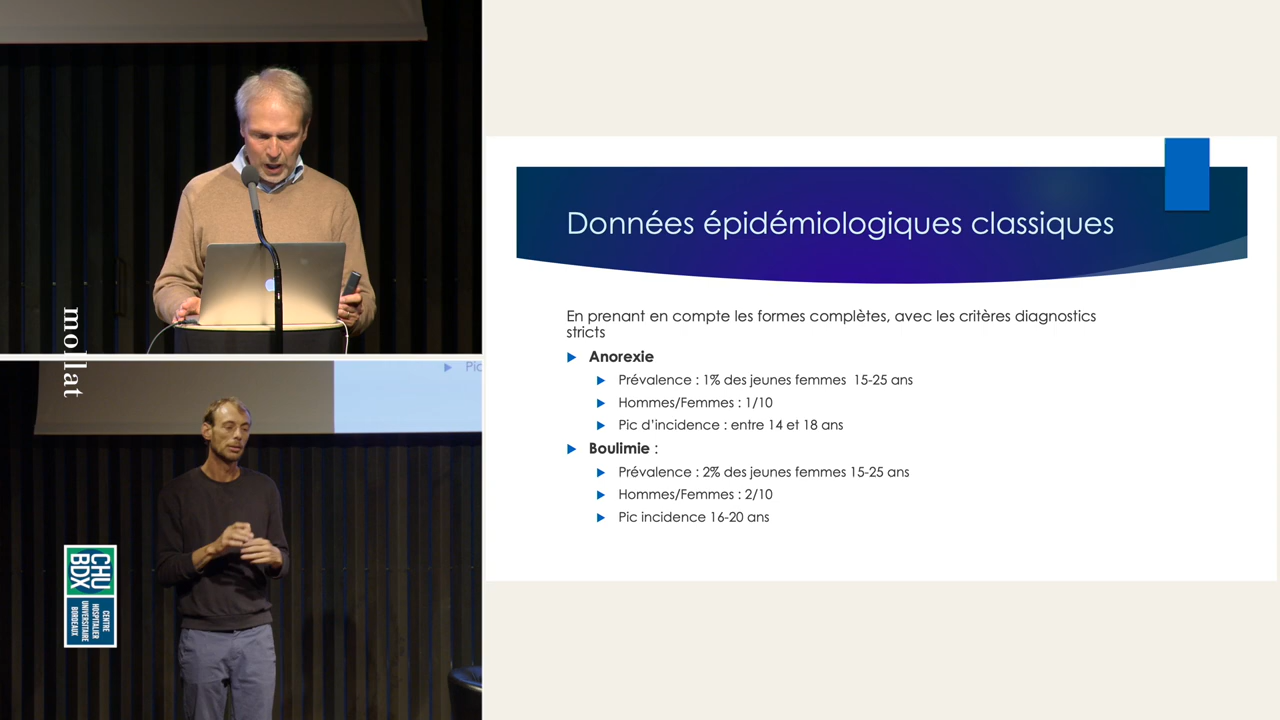 mollat
Pic
CHU
BDX
CENTRE
HOSPITALIER
UNIVERSITAIRE
BORDEAUX
Données épidémiologiques classiques
En prenant en compte les formes complètes, avec les critères diagnostics
stricts
Anorexie
Prévalence : 1% des jeunes femmes 15-25 ans
Hommes/Femmes : 1/10
Pic d’incidence : entre 14 et 18 ans
Boulimie :
Prévalence : 2% des jeunes femmes 15-25 ans
Hommes/Femmes : 2/10
Pic incidence 16-20 ans